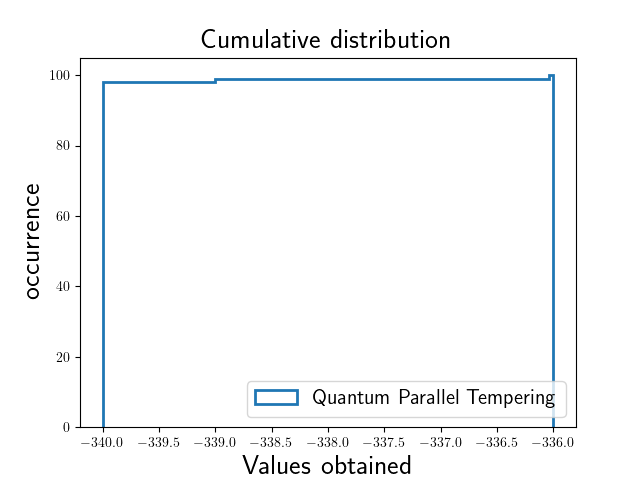 Cumulative distribution
100
80
60
40
20
0
occurrence
Quantum Parallel Tempering
−340.0 −339.5 −339.0 −338.5 −338.0 −337.5 −337.0 −336.5 −336.0
Values obtained